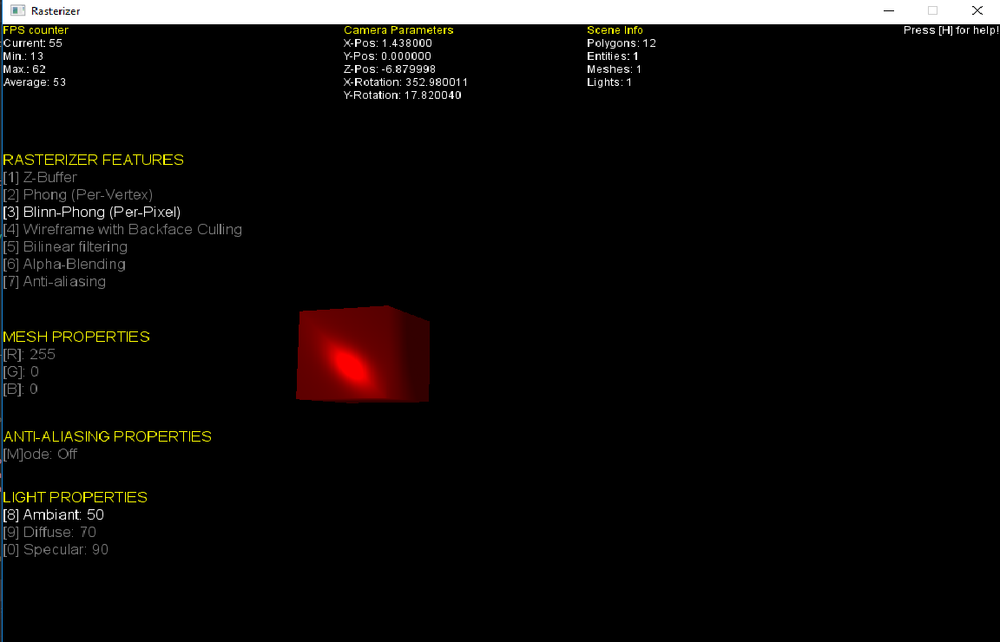 Rasterizer
FPS counter
Current: 55
Min.: 13
Max.: 62
Average: 53
Camera Parameters
X-Pos: 1.438000
Y-Pos: 0.000000
Z-Pos: -6.879998
X-Rotation: 352.980011
Y-Rotation: 17.820040
Scene Info
Polygons: 12
Entities: 1
Meshes: 1
Lights: 1
Press [H] for help!
RASTERIZER FEATURES
[1] Z-Buffer
[2] Phong (Per-Vertex)
[3] Blinn-Phong (Per-Pixel)
[4] Wireframe with Backface Culling
[5] Bilinear filtering
[6] Alpha-Blending
[7] Anti-aliasing
MESH PROPERTIES
[R]: 255
[G]: 0
[B]: 0
ANTI-ALIASING PROPERTIES
[M]ode: Off
LIGHT PROPERTIES
[8] Ambiant: 50
[9] Diffuse: 70
[0] Specular: 90